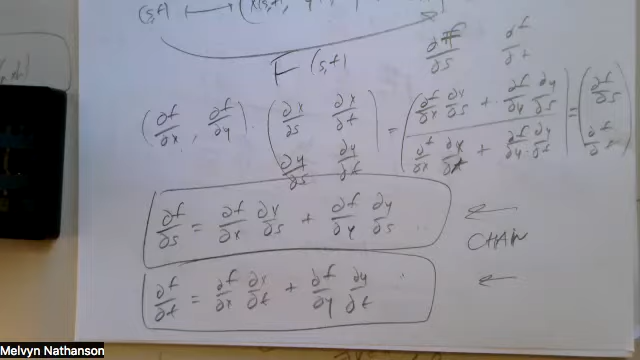 (s,t) ⟼ (x(s,t), y
F(s,t)
∂F/∂s ∂f/∂t
(∂f/∂x, ∂f/∂y) · (∂x/∂s ∂x/∂t
∂y/∂s ∂y/∂t) = (∂f/∂x ∂x/∂s + ∂f/∂y ∂y/∂s
∂f/∂x ∂x/∂t + ∂f/∂y · ∂y/∂t) = (∂f/∂s
∂f/∂t)
∂f/∂s = ∂f/∂x ∂x/∂s + ∂f/∂y ∂y/∂s ←
CHAIN
∂f/∂t = ∂f/∂x ∂x/∂t + ∂f/∂y ∂y/∂t ←
Melvyn Nathanson